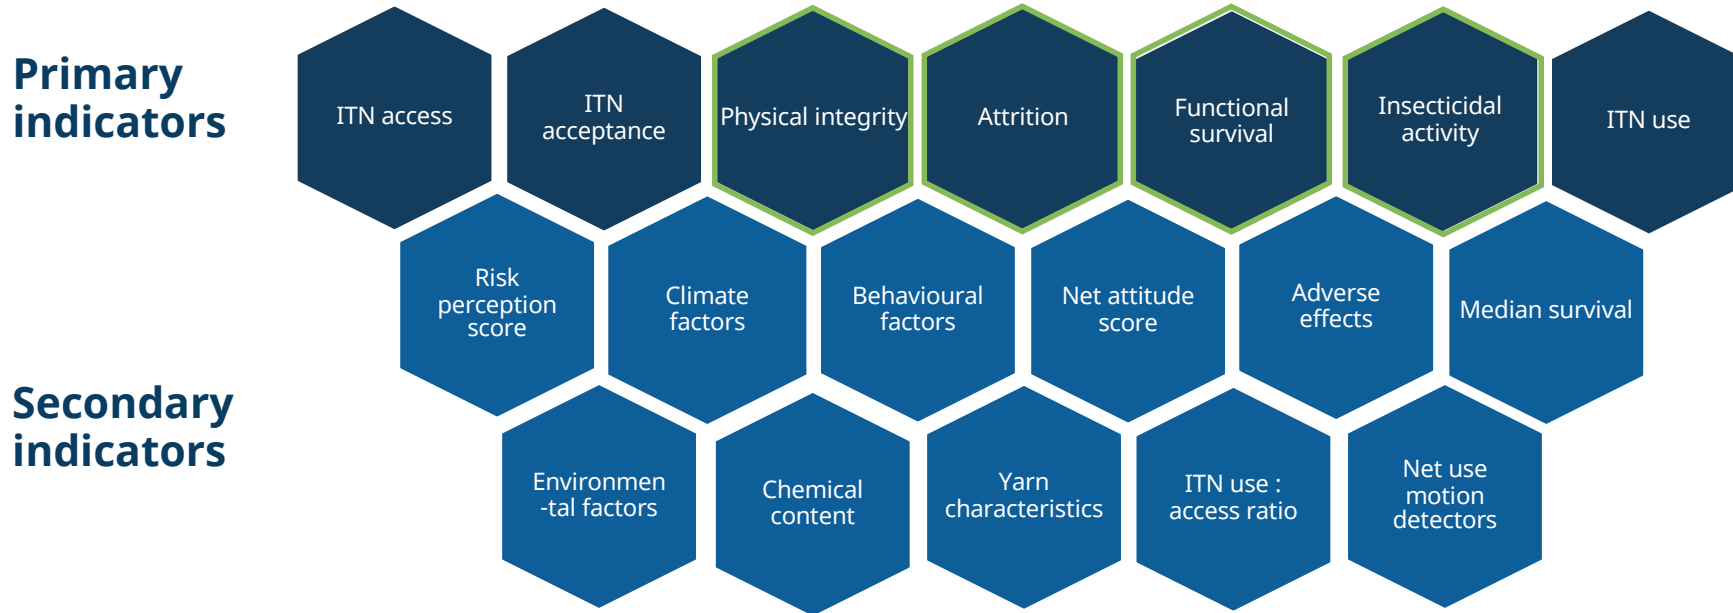 Primary
indicators
ITN access
ITN
acceptance
Physical integrity
Attrition
Functional
survival
Insecticidal
activity
ITN use
Risk
perception
score
Climate
factors
Behavioural
factors
Net attitude
score
Adverse
effects
Median survival
Secondary
indicators
Environmen
-tal factors
Chemical
content
Yarn
characteristics
ITN use :
access ratio
Net use
motion
detectors